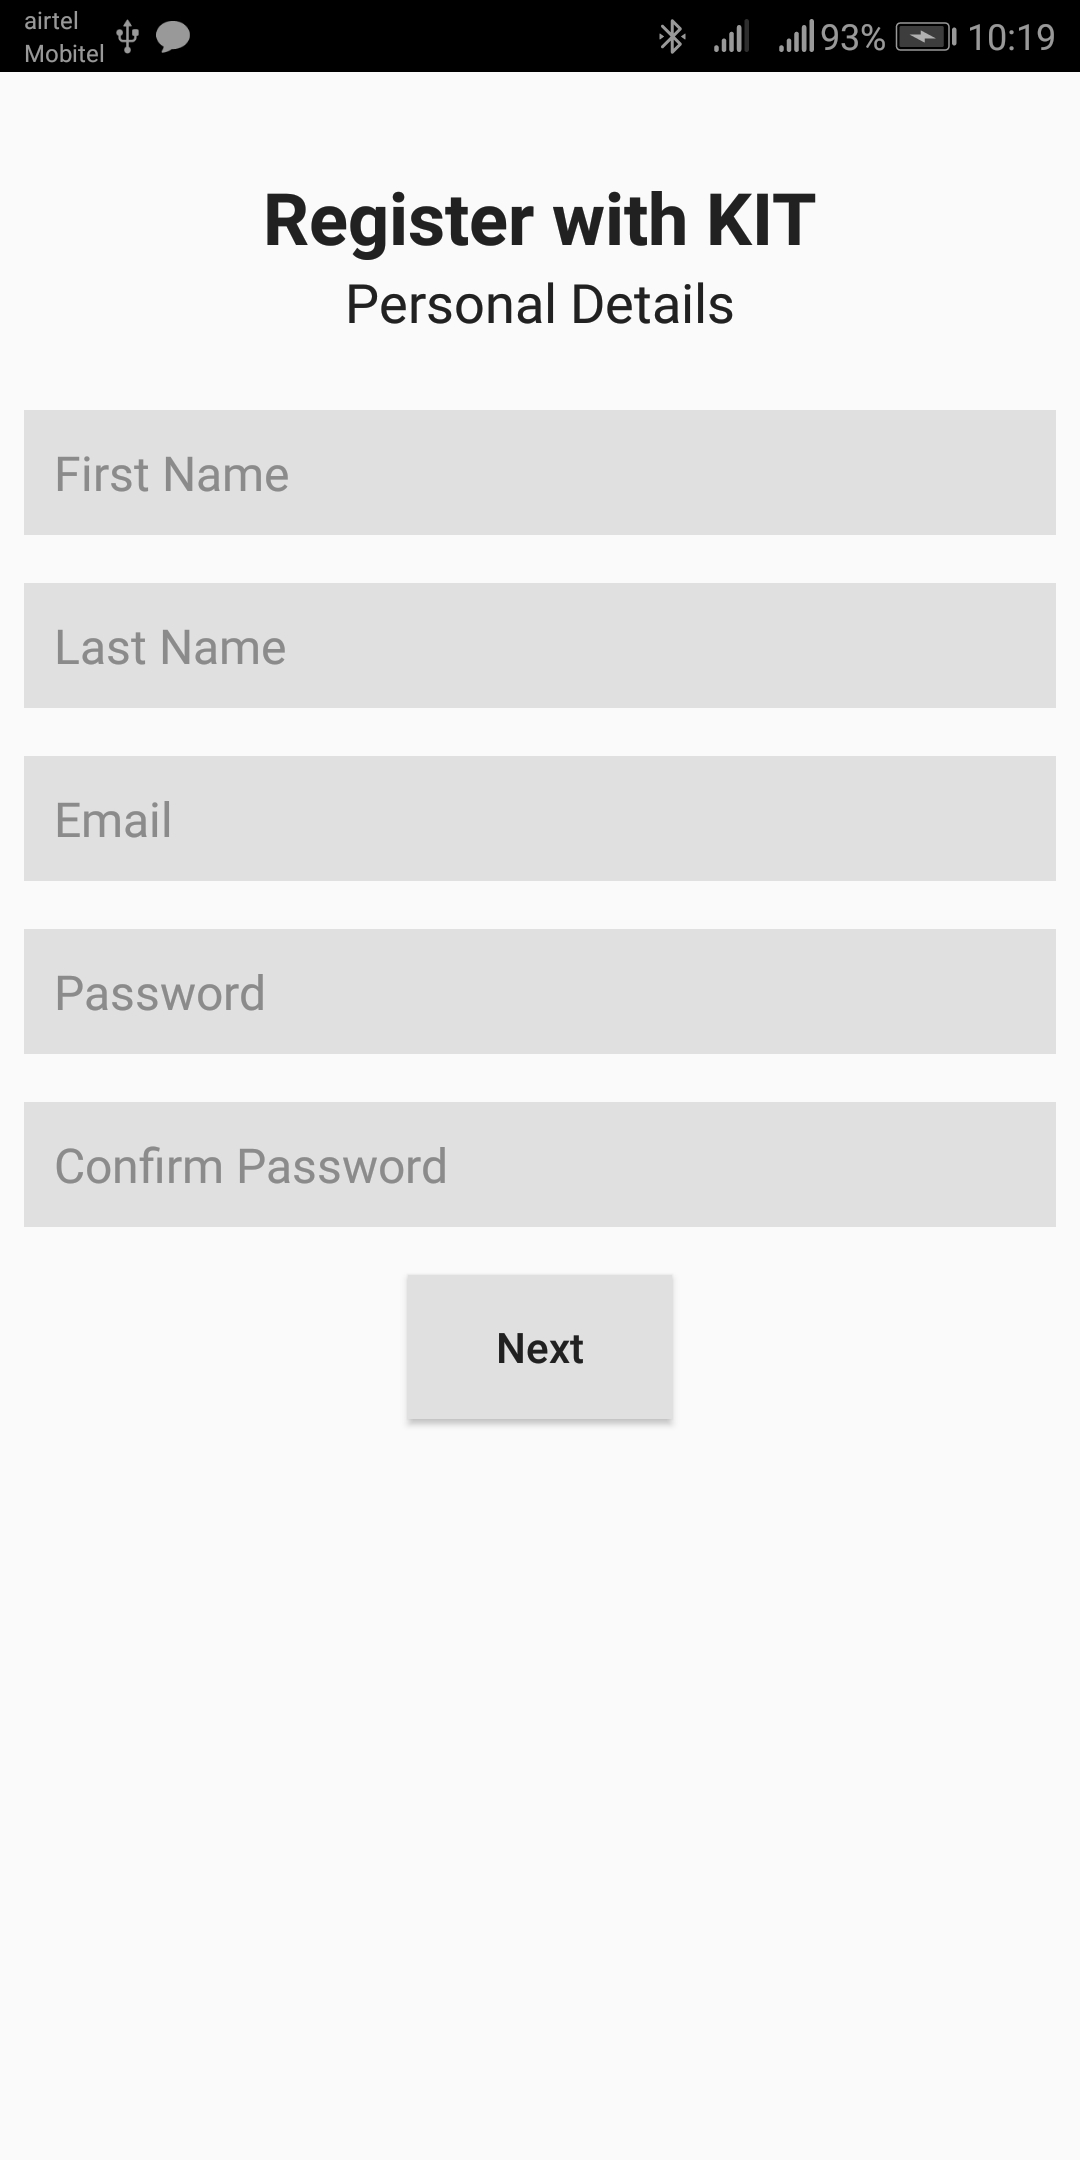 airtel
Mobitel
93% 10:19
Register with KIT
Personal Details
First Name
Last Name
Email
Password
Confirm Password
Next